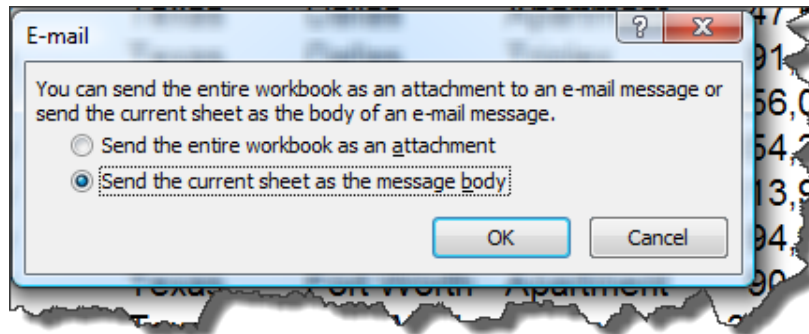 E-mail
You can send the entire workbook as an attachment to an e-mail message or
send the current sheet as the body of an e-mail message.
Send the entire workbook as an attachment
Send the current sheet as the message body
OK Cancel
Texas Fort Worth Apartment 90